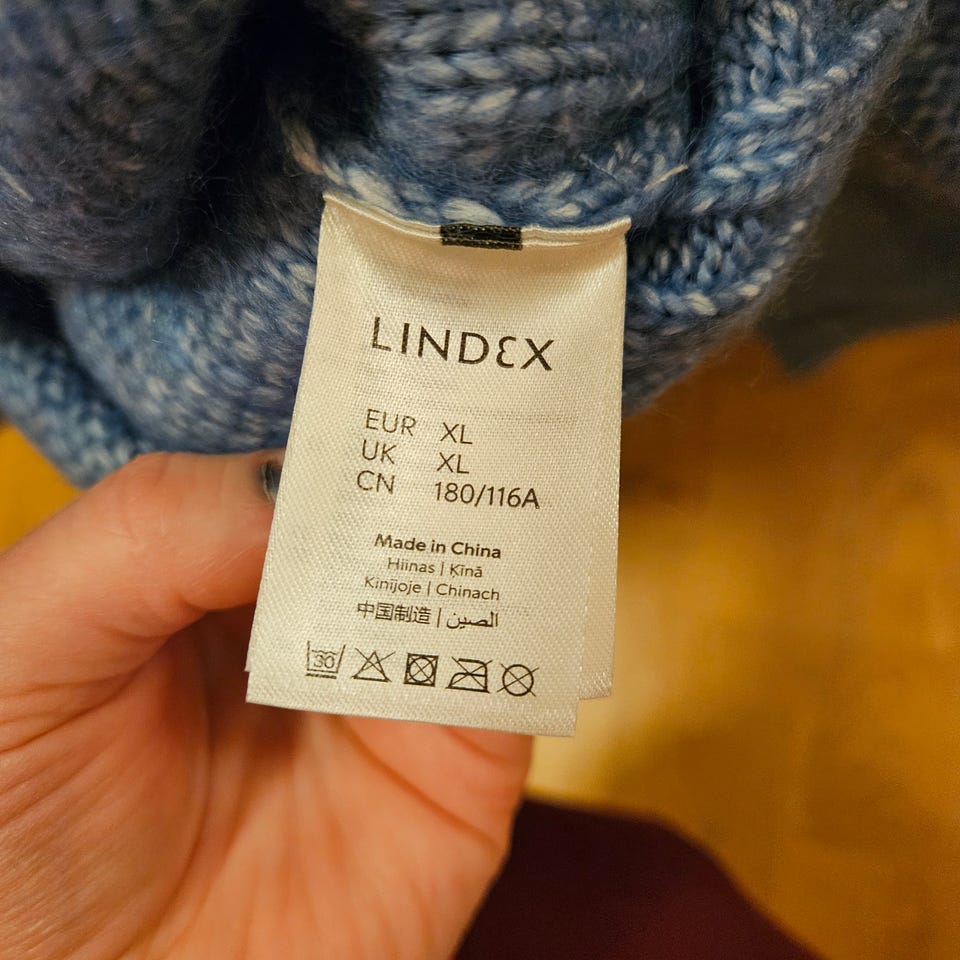 LINDEX
EUR XL
UK XL
CN 180/116A
Made in China
Hiinas | Ķīnā
Kinijoje | Chinach
中国制造 | الصين
30